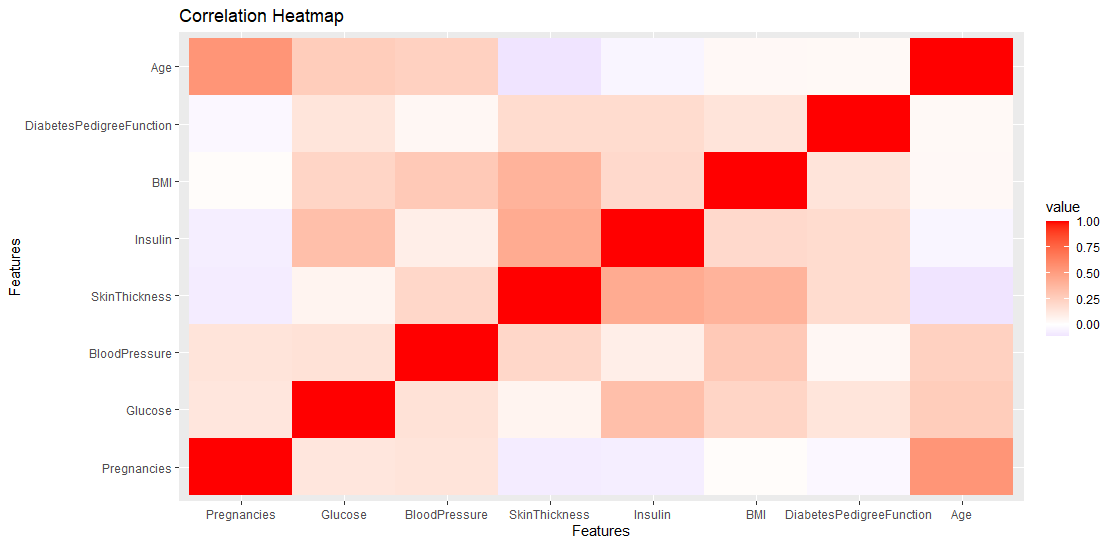 Correlation Heatmap
Features
Age
DiabetesPedigreeFunction
BMI
Insulin
SkinThickness
BloodPressure
Glucose
Pregnancies
Pregnancies Glucose BloodPressure SkinThickness Insulin BMI DiabetesPedigreeFunction Age
Features
value
1.00
0.75
0.50
0.25
0.00